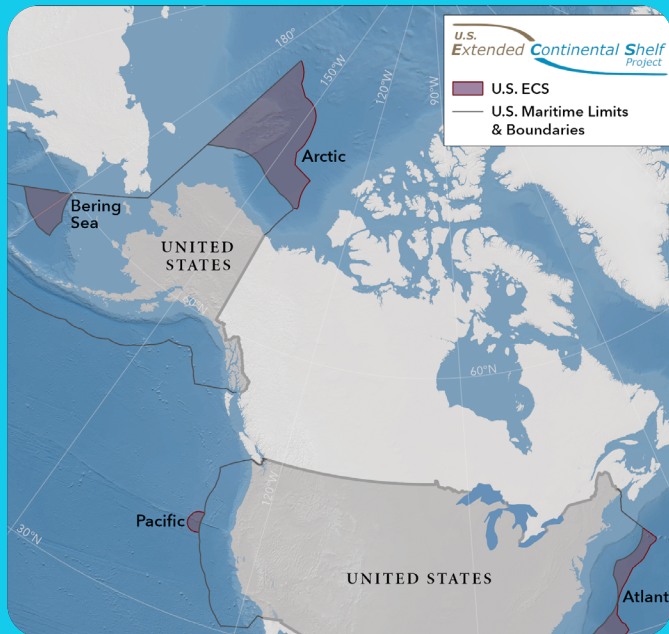 U.S.
Extended Continental Shelf
Project
U.S. ECS
U.S. Maritime Limits
& Boundaries
180°
150°W
120°W
90°W
Arctic
Bering
Sea
UNITED
STATES
60°N
120°W
Pacific
30°N
UNITED STATES
Atlant